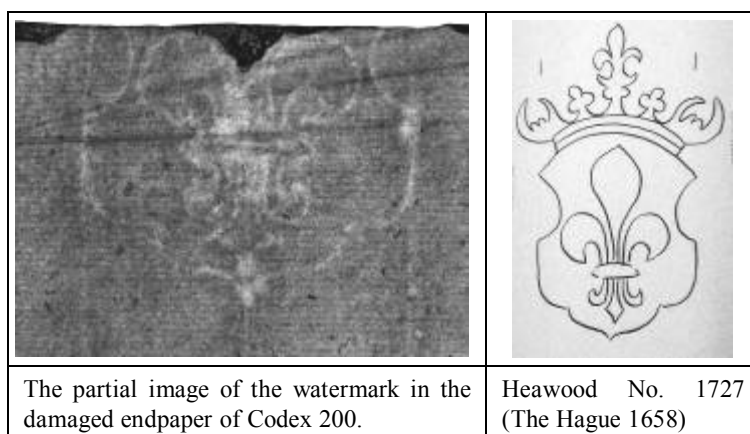 The partial image of the watermark in the
damaged endpaper of Codex 200.
Heawood No. 1727
(The Hague 1658)